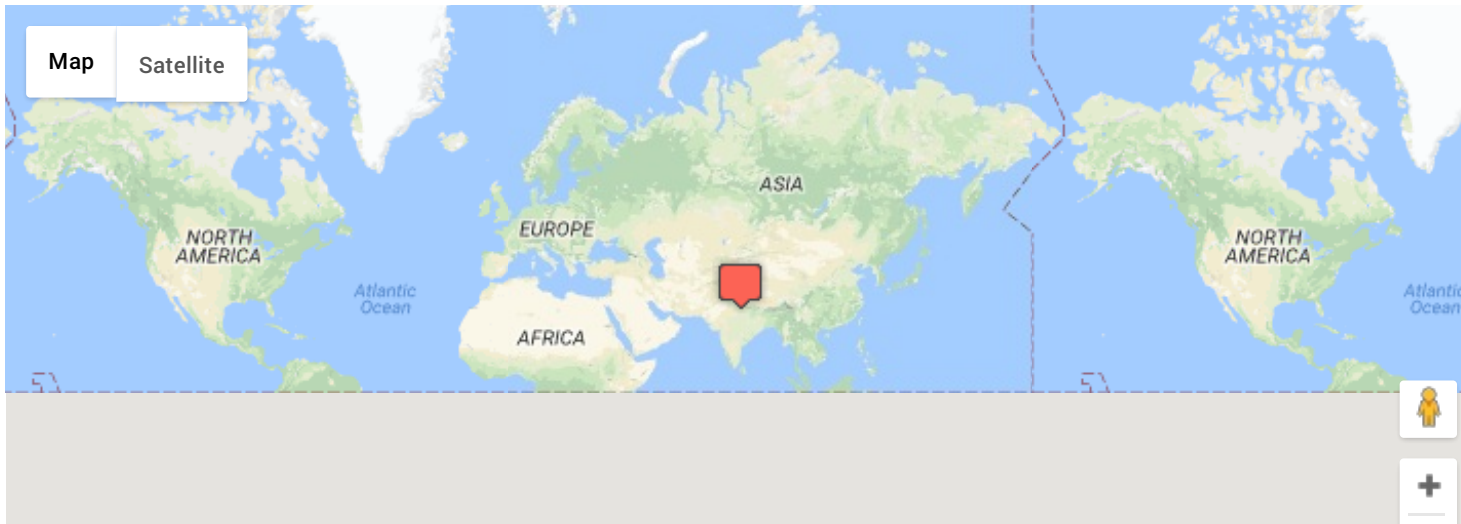 Map
Satellite
ASIA
EUROPE
NORTH
AMERICA
NORTH
AMERICA
Atlantic
Ocean
Atlantic
Ocean
AFRICA